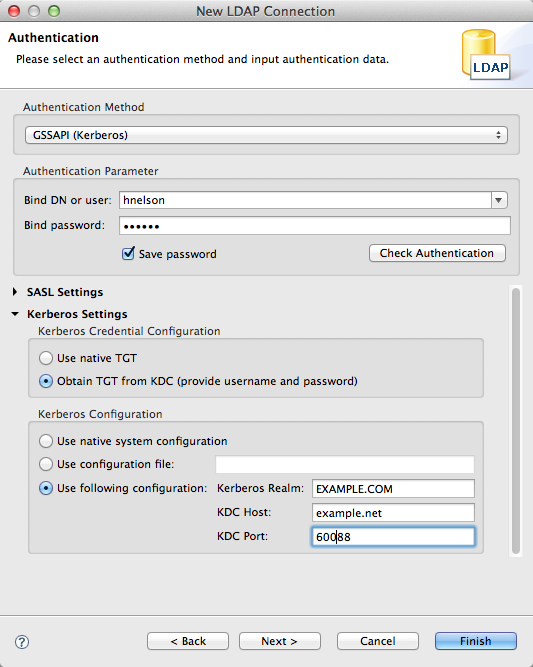 New LDAP Connection
Authentication
Please select an authentication method and input authentication data.
LDAP
Authentication Method
GSSAPI (Kerberos)
Authentication Parameter
Bind DN or user: hnelson
Bind password: ••••••
Save password Check Authentication
SASL Settings
Kerberos Settings
Kerberos Credential Configuration
Use native TGT
Obtain TGT from KDC (provide username and password)
Kerberos Configuration
Use native system configuration
Use configuration file:
Use following configuration: Kerberos Realm: EXAMPLE.COM
KDC Host: example.net
KDC Port: 60088
? < Back Next > Cancel Finish